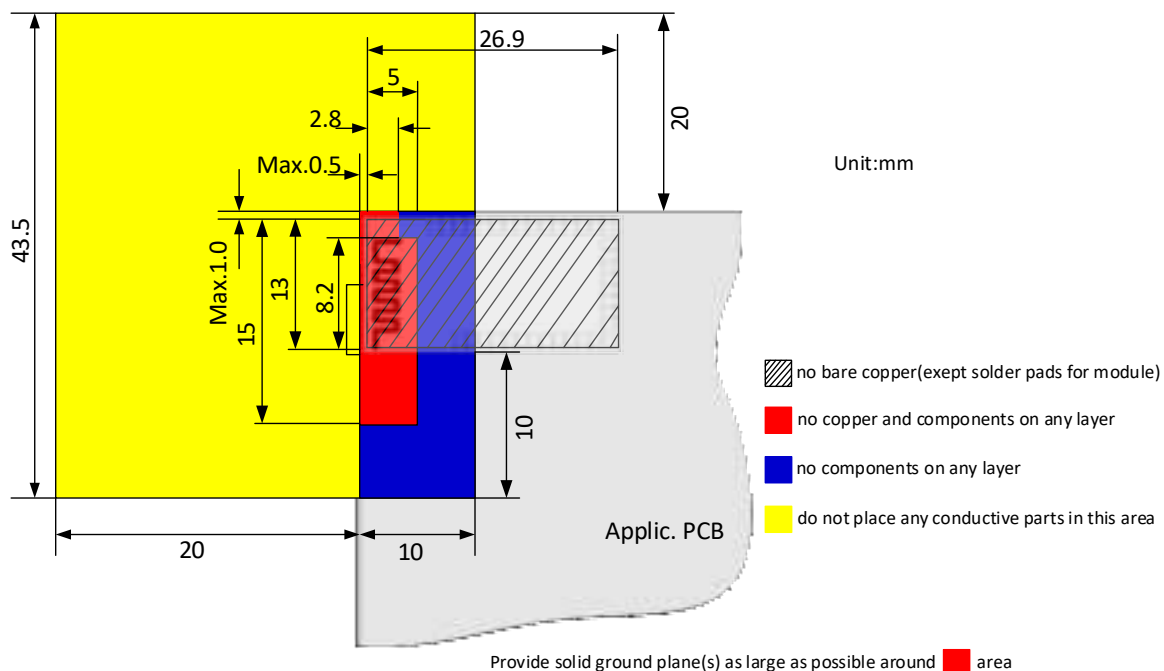 26.9
5
20
2.8
Max.0.5
Unit:mm
43.5
Max.1.0
13
8.2
15
no bare copper(exept solder pads for module)
10
no copper and components on any layer
no components on any layer
do not place any conductive parts in this area
Applic. PCB
20
10
Provide solid ground plane(s) as large as possible around area